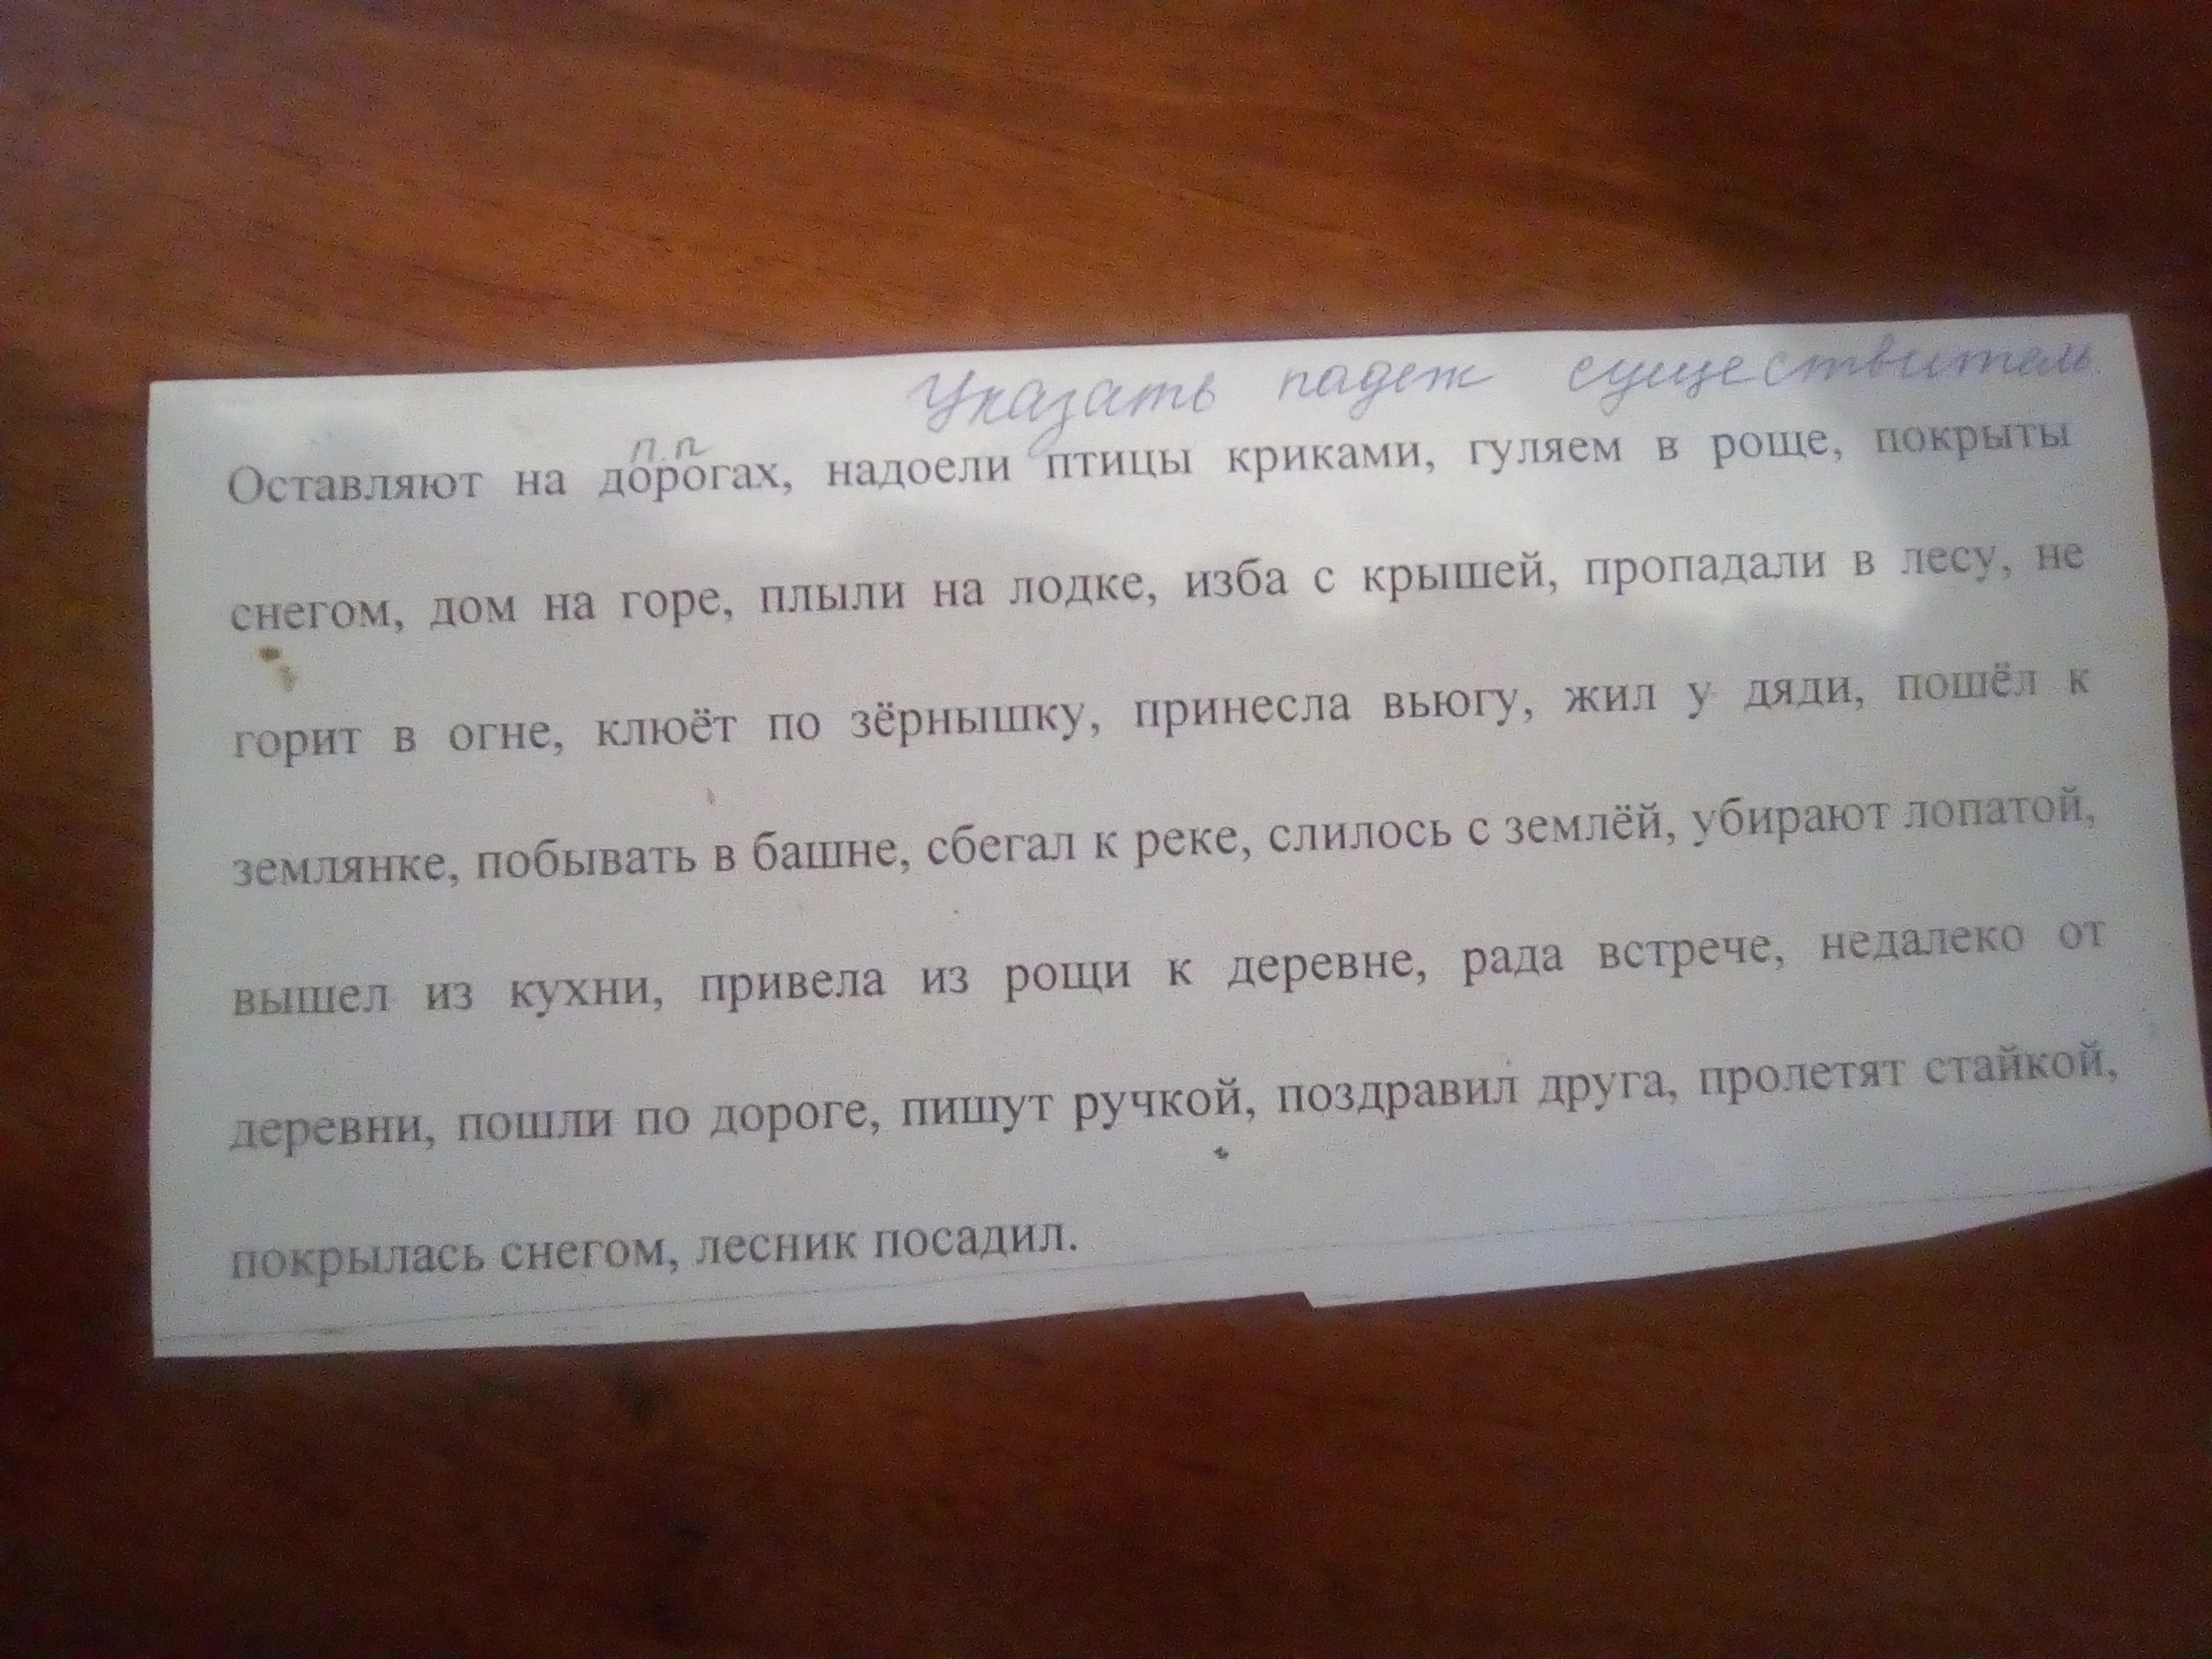 Указать падеж существитель.
п.п
Оставляют на дорогах, надоели птицы криками, гуляем в роще, покрыты
снегом, дом на горе, плыли на лодке, изба с крышей, пропадали в лесу, не
горит в огне, клюёт по зёрнышку, принесла вьюгу, жил у дяди, пошёл к
землянке, побывать в башне, сбегал к реке, слилось с землёй, убирают лопатой,
вышел из кухни, привела из рощи к деревне, рада встрече, недалеко от
деревни, пошли по дороге, пишут ручкой, поздравил друга, пролетят стайкой,
покрылась снегом, лесник посадил.